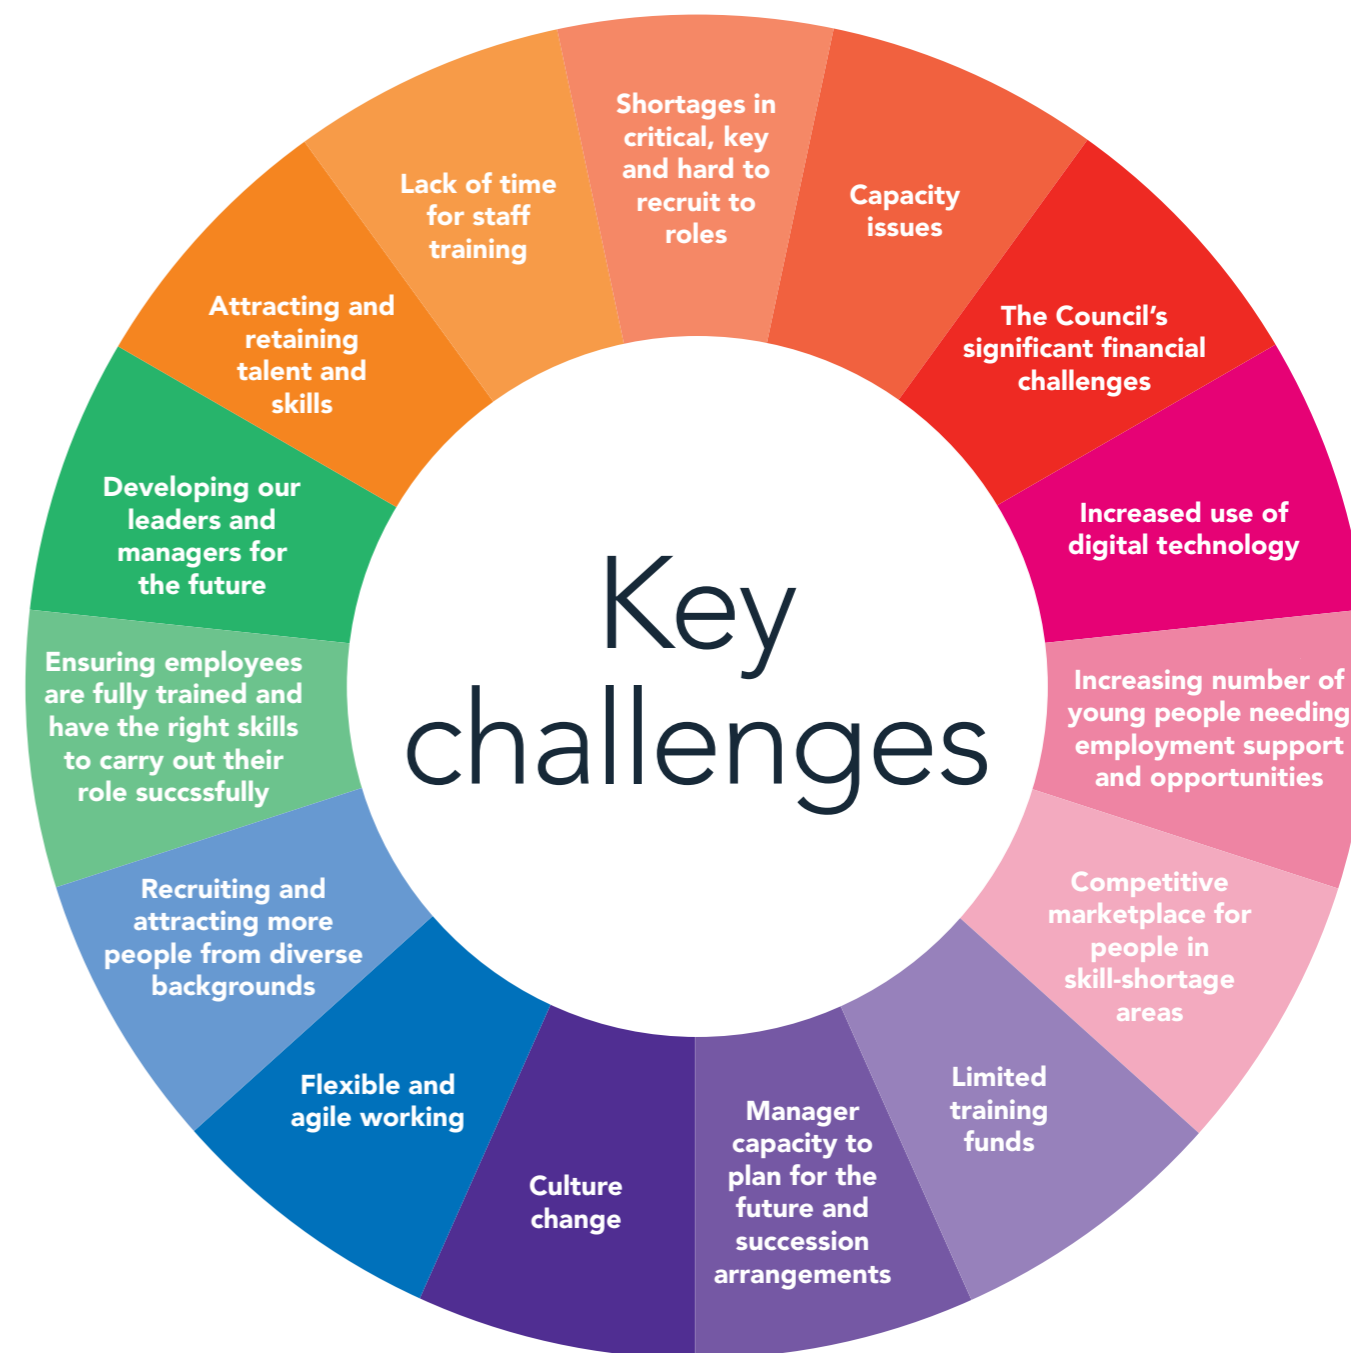 Shortages in
critical, key
and hard to
recruit to
roles
Capacity
issues
The Council’s
significant financial
challenges
Increased use of
digital technology
Increasing number of
young people needing
employment support
and opportunities
Competitive
marketplace for
people in
skill-shortage
areas
Limited
training
funds
Manager
capacity to
plan for the
future and
succession
arrangements
Culture
change
Flexible and
agile working
Recruiting and
attracting more
people from diverse
backgrounds
Ensuring employees
are fully trained and
have the right skills
to carry out their
role succssfully
Developing our
leaders and
managers for
the future
Attracting and
retaining
talent and
skills
Lack of time
for staff
training
Key
challenges